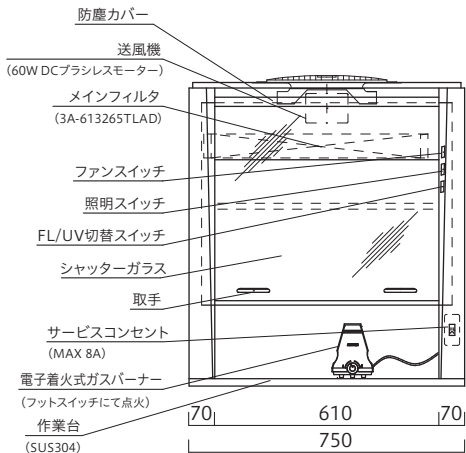 防塵カバー
送風機
(60W DCブラシレスモーター)
メインフィルタ
(3A-613265TLAD)
ファンスイッチ
照明スイッチ
FL/UV切替スイッチ
シャッターガラス
取手
サービスコンセント
(MAX 8A)
電子着火式ガスバーナー
(フットスイッチにて点火)
作業台
(SUS304)
70 610 70
750